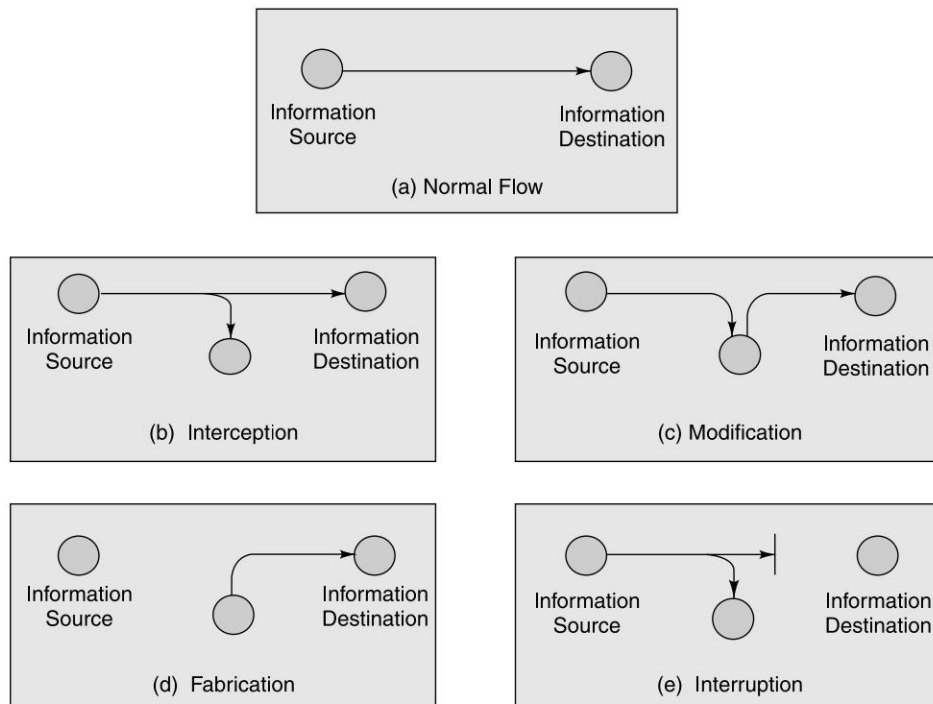 Information
Source
Information
Destination
(a) Normal Flow
Information
Source
Information
Destination
(b) Interception
Information
Source
Information
Destination
(c) Modification
Information
Source
Information
Destination
(d) Fabrication
Information
Source
Information
Destination
(e) Interruption